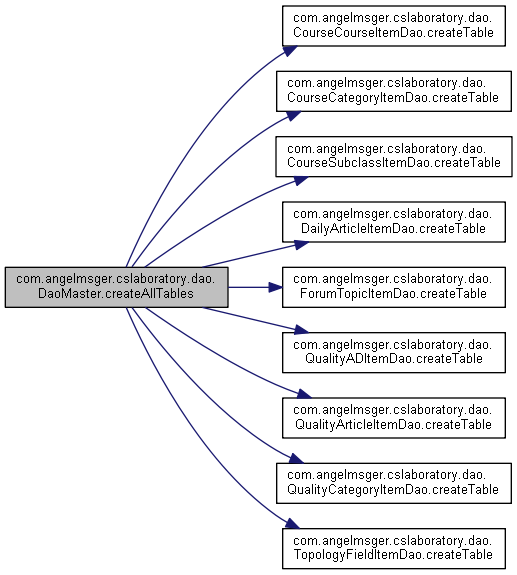 com.angelmsger.cslaboratory.dao.
CourseCourseItemDao.createTable
com.angelmsger.cslaboratory.dao.
CourseCategoryItemDao.createTable
com.angelmsger.cslaboratory.dao.
CourseSubclassItemDao.createTable
com.angelmsger.cslaboratory.dao.
DailyArticleItemDao.createTable
com.angelmsger.cslaboratory.dao.
DaoMaster.createAllTables
com.angelmsger.cslaboratory.dao.
ForumTopicItemDao.createTable
com.angelmsger.cslaboratory.dao.
QualityADItemDao.createTable
com.angelmsger.cslaboratory.dao.
QualityArticleItemDao.createTable
com.angelmsger.cslaboratory.dao.
QualityCategoryItemDao.createTable
com.angelmsger.cslaboratory.dao.
TopologyFieldItemDao.createTable